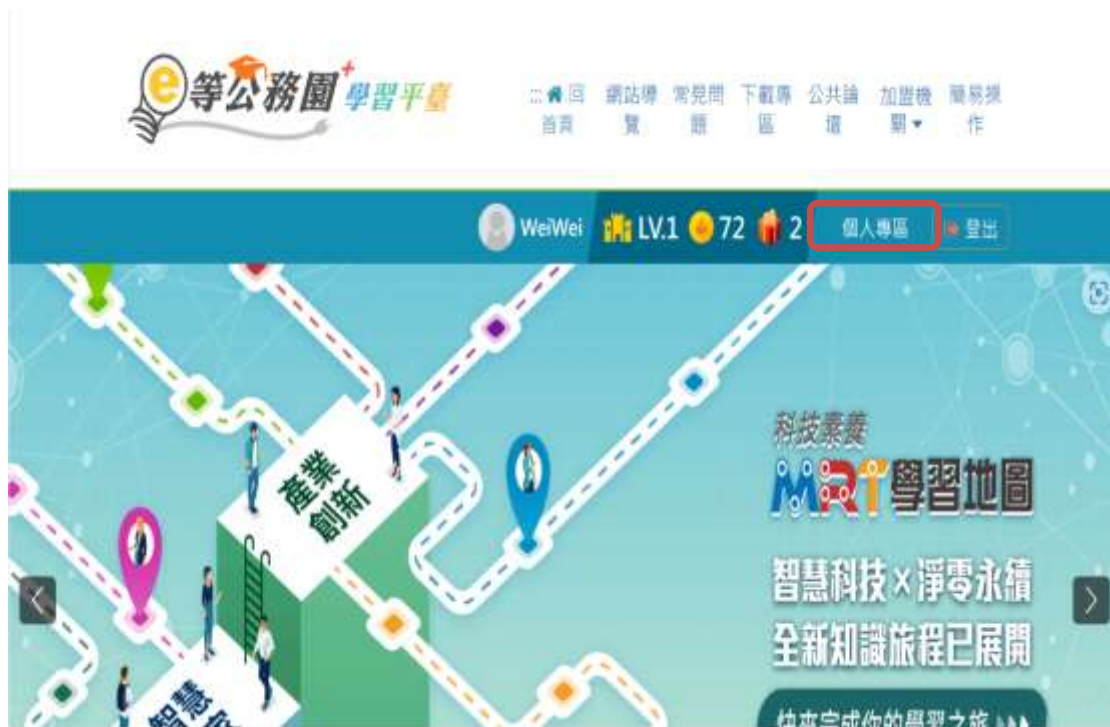 e等公務園+學習平臺
::: 回首頁
網站導覽
常見問題
下載專區
公共論壇
加盟機關▼
簡易操作
WeiWei LV.1 72 2 個人專區 登出
科技素養
MRT學習地圖
產業
創新
智慧科技×淨零永續
全新知識旅程已展開
智慧
快來完成你的學習之旅